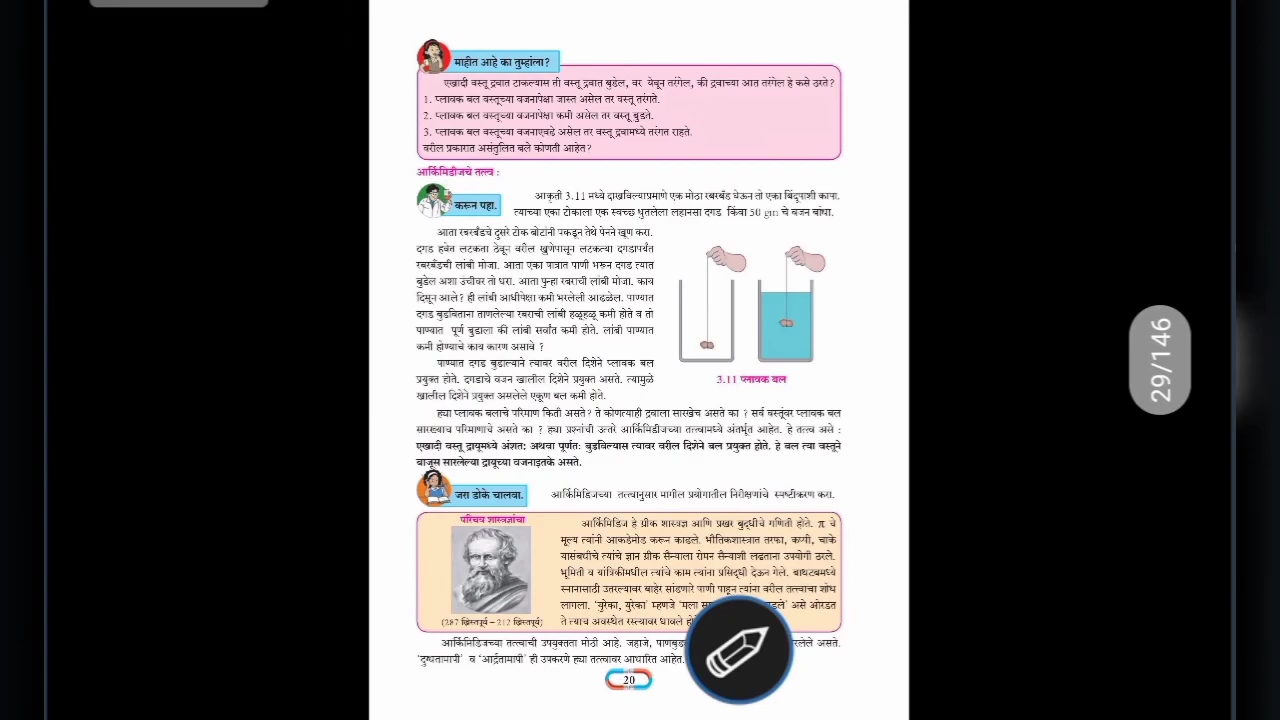 माहीत आहे का तुम्हांला?
एखादी वस्तू द्रवात टाकल्यास ती वस्तू द्रवात बुडेल, वर येवून तरंगेल, की द्रवाच्या आत तरंगेल हे कसे ठरते?
1. प्लावक बल वस्तूच्या वजनापेक्षा जास्त असेल तर वस्तू तरंगते.
2. प्लावक बल वस्तूच्या वजनापेक्षा कमी असेल तर वस्तू बुडते.
3. प्लावक बल वस्तूच्या वजनाएवढे असेल तर वस्तू द्रवामध्ये तरंगत राहते.
वरील प्रकारात असंतुलित बले कोणती आहेत?
आर्किमिडीजचे तत्त्व :
करून पहा.
आकृती 3.11 मध्ये दाखविल्याप्रमाणे एक मोठा रबरबँड घेऊन तो एका बिंदूपाशी कापा.
त्याच्या एका टोकाला एक स्वच्छ धुतलेला लहानसा दगड किंवा 50 gm चे वजन बांधा.
आता रबरबँडचे दुसरे टोक बोटांनी पकडून तेथे पेनने खूण करा.
दगड हवेत लटकता ठेवून वरील खुणेपासून लटकत्या दगडापर्यंत
रबरबँडची लांबी मोजा. आता एका पात्रात पाणी भरून दगड त्यात
बुडेल अशा उंचीवर तो धरा. आता पुन्हा रबराची लांबी मोजा. काय
दिसून आले? ही लांबी आधीपेक्षा कमी भरलेली आढळेल. पाण्यात
दगड बुडविताना ताणलेल्या रबराची लांबी हळूहळू कमी होते व तो
पाण्यात पूर्ण बुडाला की लांबी सर्वांत कमी होते. लांबी पाण्यात
कमी होण्याचे काय कारण असावे ?
पाण्यात दगड बुडाल्याने त्यावर वरील दिशेने प्लावक बल
प्रयुक्त होते. दगडाचे वजन खालील दिशेने प्रयुक्त असते. त्यामुळे
खालील दिशेने प्रयुक्त असलेले एकूण बल कमी होते.
3.11 प्लावक बल
ह्या प्लावक बलाचे परिमाण किती असते? ते कोणत्याही द्रवाला सारखेच असते का ? सर्व वस्तूंवर प्लावक बल
सारख्याच परिमाणाचे असते का ? ह्या प्रश्नांची उत्तरे आर्किमिडीजच्या तत्त्वामध्ये अंतर्भूत आहेत. हे तत्त्व असे :
एखादी वस्तू द्रायूमध्ये अंशतः अथवा पूर्णतः बुडविल्यास त्यावर वरील दिशेने बल प्रयुक्त होते. हे बल त्या वस्तूने
बाजूस सारलेल्या द्रायूच्या वजनाइतके असते.
जरा डोके चालवा.
आर्किमिडिजच्या तत्त्वानुसार मागील प्रयोगातील निरीक्षणांचे स्पष्टीकरण करा.
परिचय शास्त्रज्ञांचा
(287 ख्रिस्तपूर्व – 212 ख्रिस्तपूर्व)
आर्किमिडिज हे ग्रीक शास्त्रज्ञ आणि प्रखर बुद्धीचे गणिती होते. π चे
मूल्य त्यांनी आकडेमोड करून काढले. भौतिकशास्त्रात तरफा, कप्पी, चाके
यासंबंधीचे त्यांचे ज्ञान ग्रीक सैन्याला रोमन सैन्याशी लढताना उपयोगी ठरले.
भूमिती व यांत्रिकीमधील त्यांचे काम त्यांना प्रसिद्धी देऊन गेले. बाथटबमध्ये
स्नानासाठी उतरल्यावर बाहेर सांडणारे पाणी पाहून त्यांना वरील तत्त्वाचा शोध
लागला. 'युरेका, युरेका' म्हणजे 'मला असे ओरडत
ते त्याच अवस्थेत रस्त्यावर धावले
आर्किमिडिजच्या तत्त्वाची उपयुक्तता मोठी आहे. जहाजे, असते.
'दुग्धतामापी' व 'आर्द्रतामापी' ही उपकरणे ह्या तत्त्वावर आधारित आहेत.
20
29/146